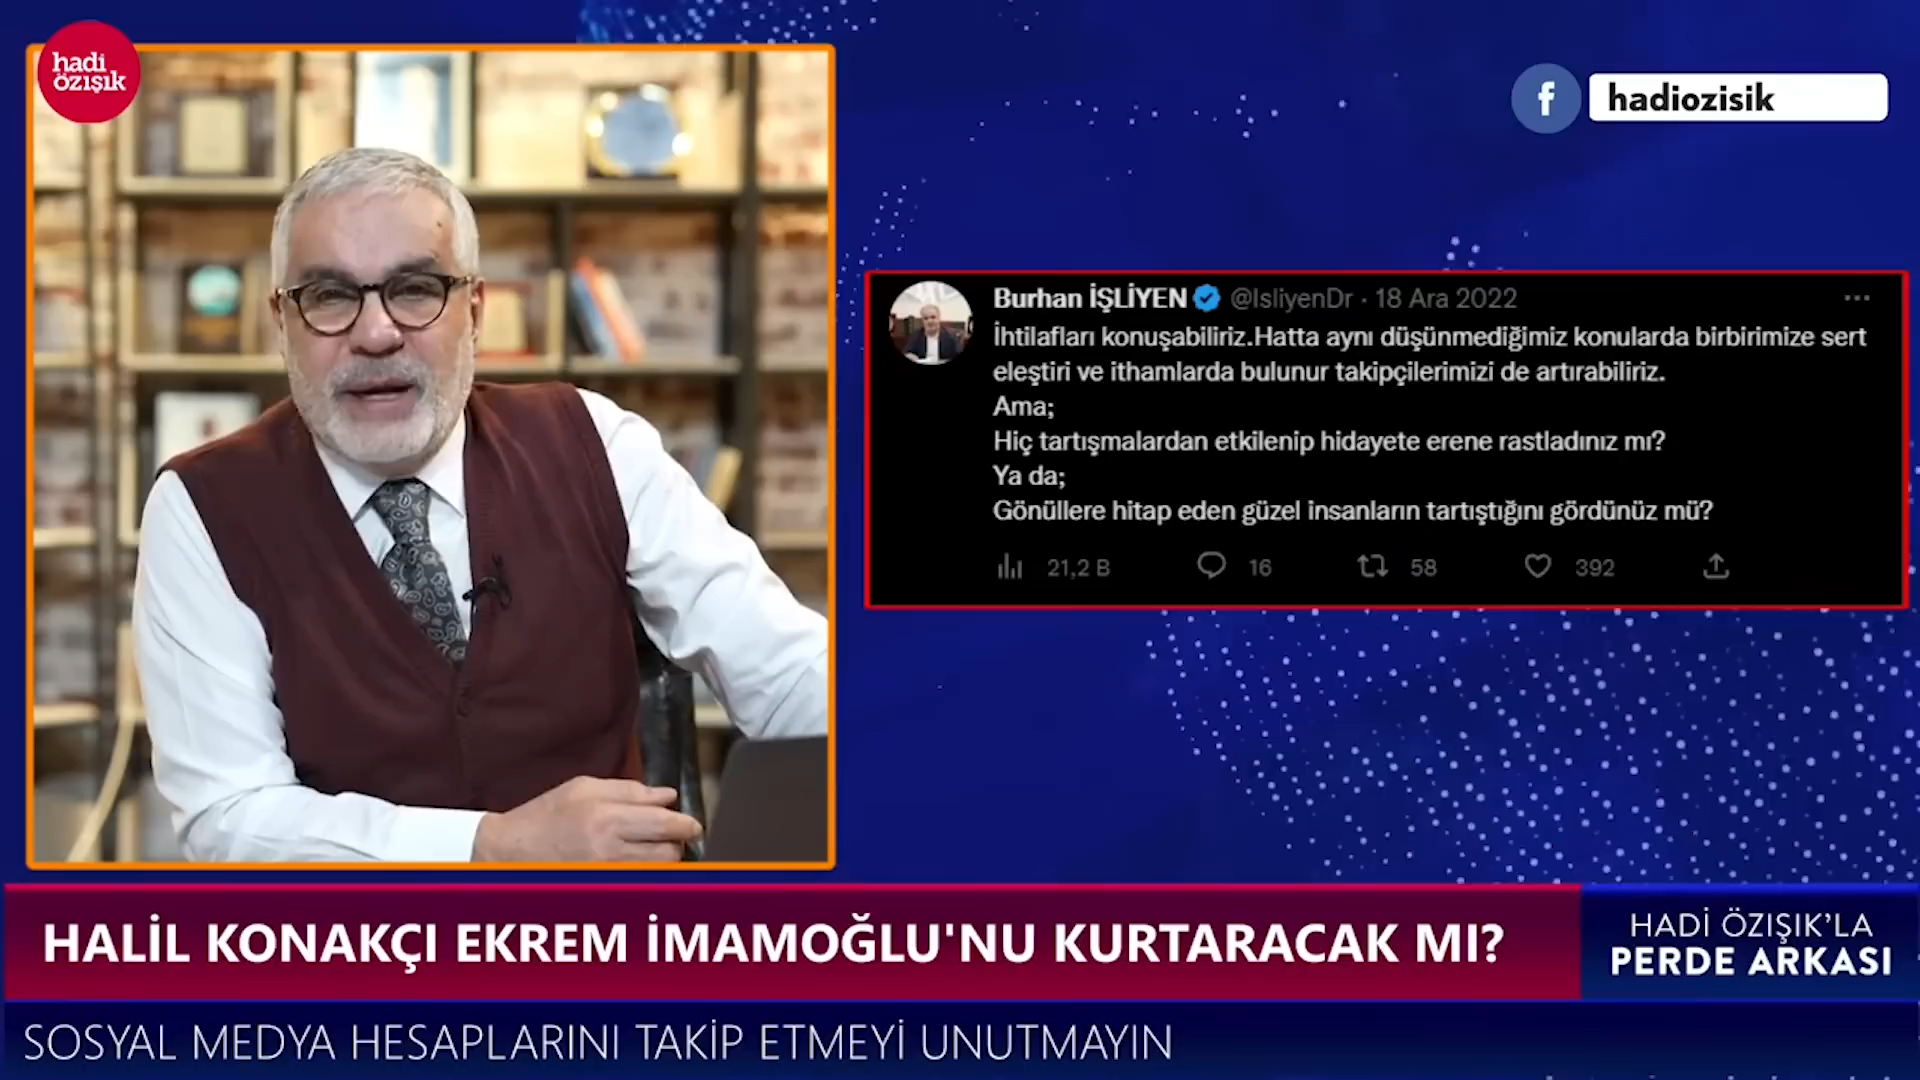 hadi
özışık
f
hadiozisik
Burhan İŞLİYEN @IsliyenDr · 18 Ara 2022
İhtilafları konuşabiliriz.Hatta aynı düşünmediğimiz konularda birbirimize sert
eleştiri ve ithamlarda bulunur takipçilerimizi de artırabiliriz.
Ama;
Hiç tartışmalardan etkilenip hidayete erene rastladınız mı?
Ya da;
Gönüllere hitap eden güzel insanların tartıştığını gördünüz mü?
21,2 B 16 58 392
HALİL KONAKÇI EKREM İMAMOĞLU'NU KURTARACAK MI?
HADİ ÖZIŞIK’LA
PERDE ARKASI
SOSYAL MEDYA HESAPLARINI TAKİP ETMEYİ UNUTMAYIN